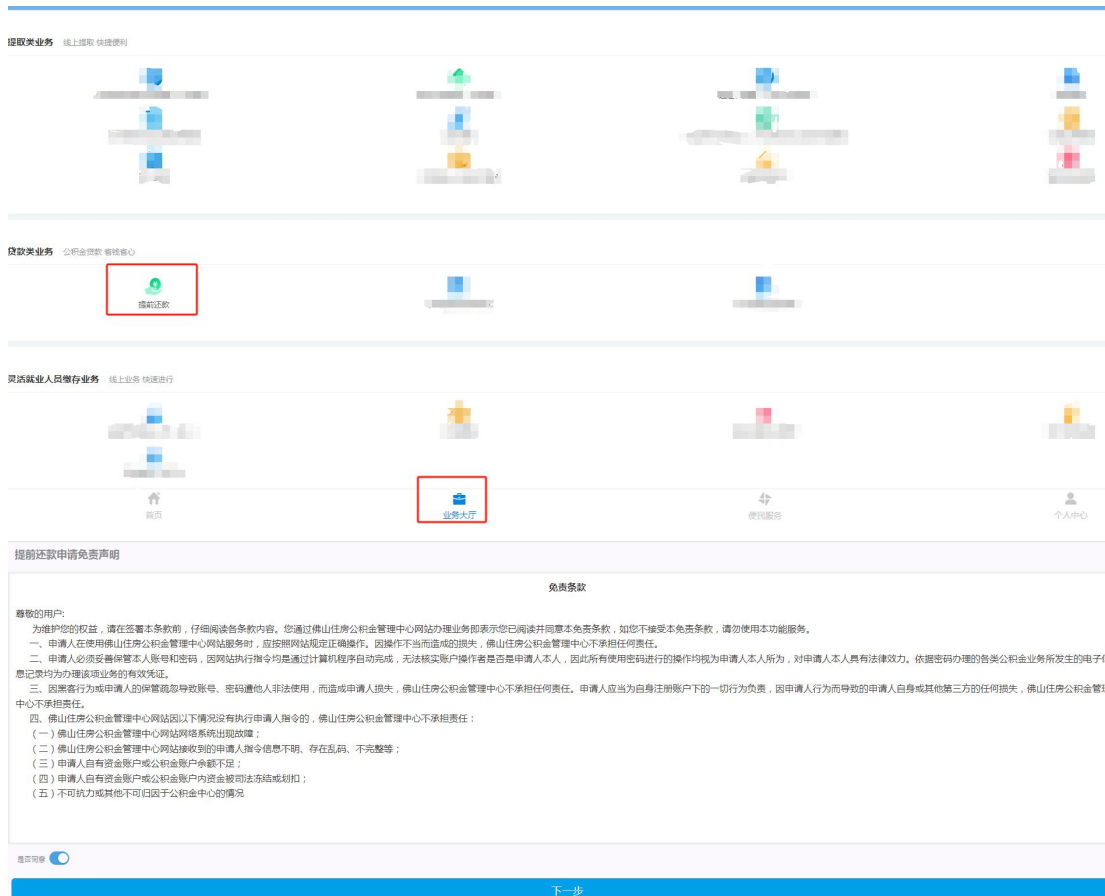 提取类业务 线上提取 快捷便利
贷款类业务 公积金贷款 省钱省心
提前还款
灵活就业人员缴存业务 线上业务 快速进行
首页 业务大厅 便民服务 个人中心
提前还款申请免责声明
免责条款
尊敬的用户:
为维护您的权益，请在签署本条款前，仔细阅读各条款内容。您通过佛山住房公积金管理中心网站办理业务即表示您已阅读并同意本免责条款，如您不接受本免责条款，请勿使用本功能服务。
一、申请人在使用佛山住房公积金管理中心网站服务时，应按照网站规定正确操作。因操作不当而造成的损失，佛山住房公积金管理中心不承担任何责任。
二、申请人必须妥善保管本人账号和密码，因网站执行指令均是通过计算机程序自动完成，无法核实账户操作者是否是申请人本人，因此所有使用密码进行的操作均视为申请人本人所为，对申请人本人具有法律效力。依据密码办理的各类公积金业务所发生的电子信
息记录均为办理该项业务的有效凭证。
三、因黑客行为或申请人的保管疏忽导致账号、密码遭他人非法使用，而造成申请人损失，佛山住房公积金管理中心不承担任何责任。申请人应当为自身注册账户下的一切行为负责，因申请人行为而导致的申请人自身或其他第三方的任何损失，佛山住房公积金管理
中心不承担责任。
四、佛山住房公积金管理中心网站因以下情况没有执行申请人指令的，佛山住房公积金管理中心不承担责任：
（一）佛山住房公积金管理中心网站网络系统出现故障；
（二）佛山住房公积金管理中心网站接收到的申请人指令信息不明、存在乱码、不完整等；
（三）申请人自有资金账户或公积金账户余额不足；
（四）申请人自有资金账户或公积金账户内资金被司法冻结或划扣；
（五）不可抗力或其他不可归因于公积金中心的情况
是否同意
下一步